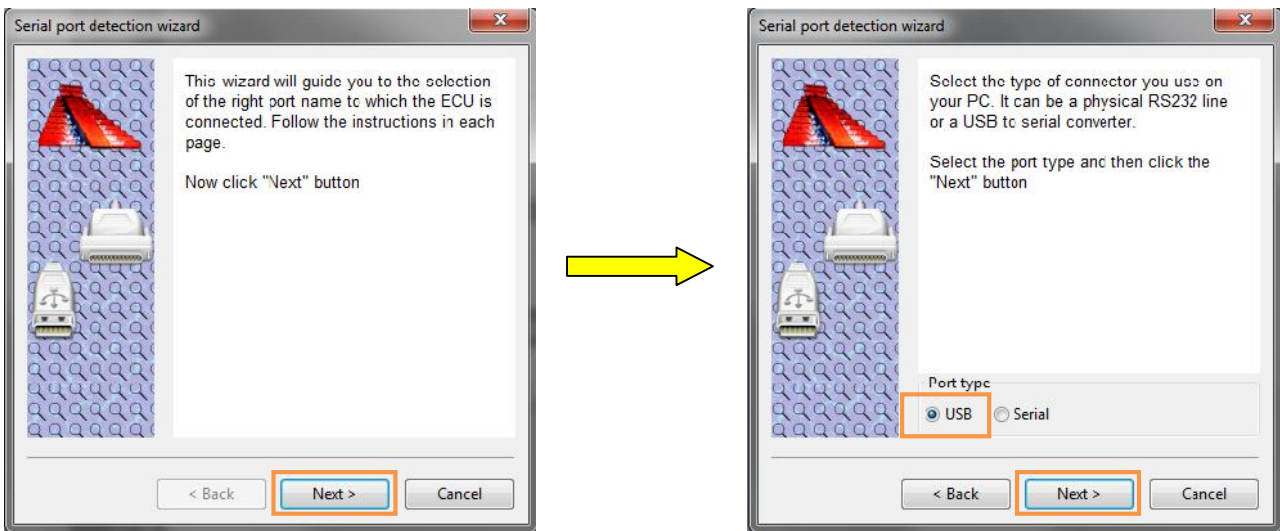 Serial port detection wizard
This wizard will guide you to the selection
of the right port name to which the ECU is
connected. Follow the instructions in each
page.
Now click "Next" button
< Back
Next >
Cancel
Serial port detection wizard
Select the type of connector you use on
your PC. It can be a physical RS232 line
or a USB to serial converter.
Select the port type and then click the
"Next" button
Port type
USB
Serial
< Back
Next >
Cancel